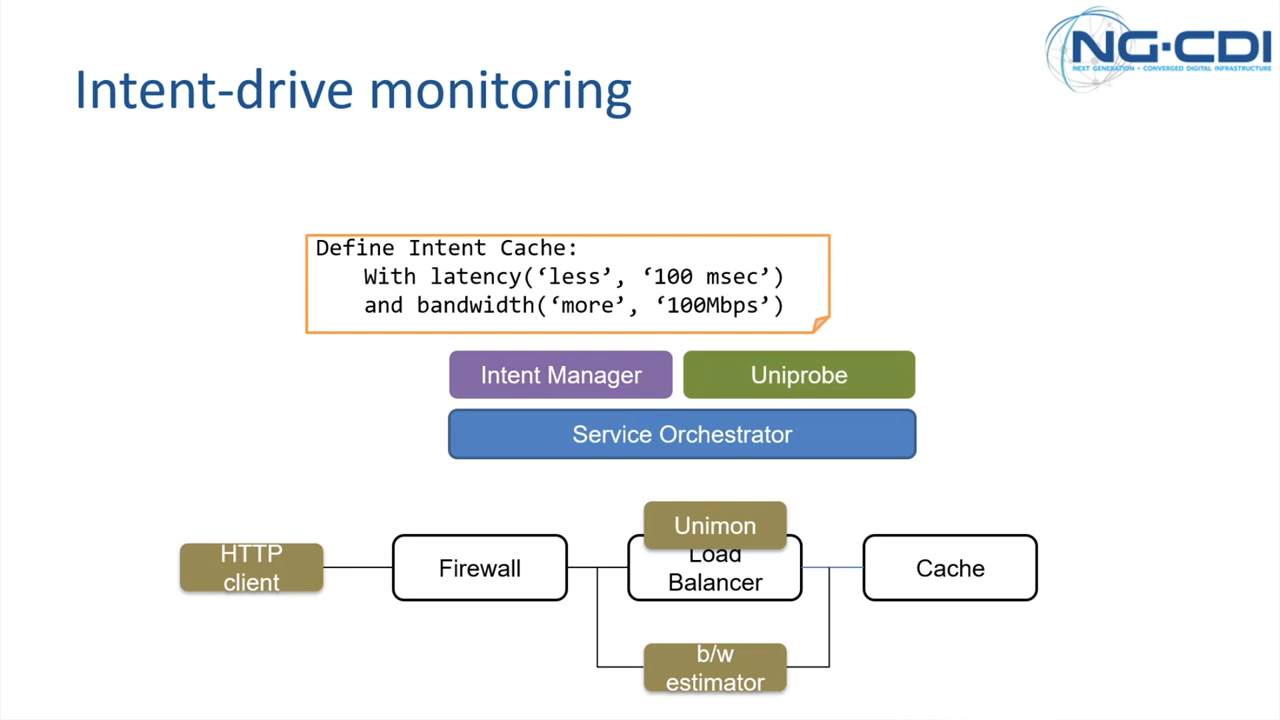 NG·CDI
NEXT GENERATION • CONVERGED DIGITAL INFRASTRUCTURE
Intent-drive monitoring
Define Intent Cache:
With latency(‘less’, ‘100 msec’)
and bandwidth(‘more’, ‘100Mbps’)
Intent Manager
Uniprobe
Service Orchestrator
HTTP
client
Firewall
Unimon
Load
Balancer
Cache
b/w
estimator